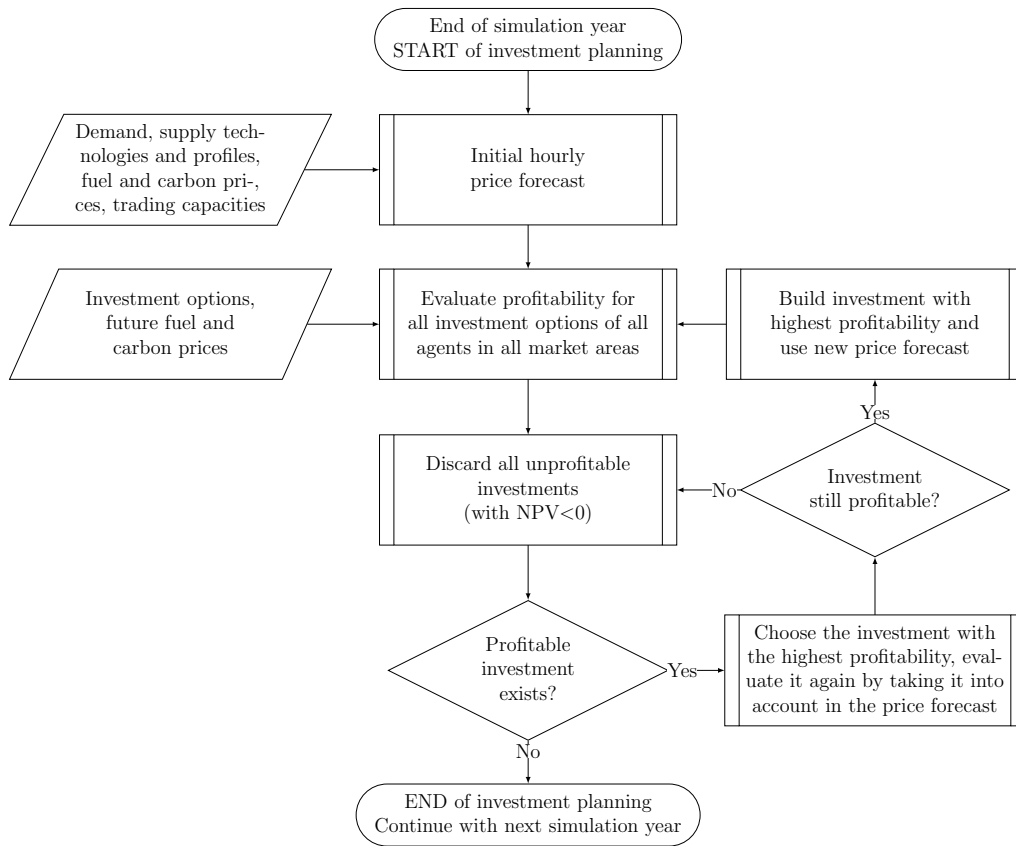 End of simulation year
START of investment planning
Demand, supply tech-
nologies and profiles,
fuel and carbon pri-,
ces, trading capacities
Initial hourly
price forecast
Investment options,
future fuel and
carbon prices
Evaluate profitability for
all investment options of all
agents in all market areas
Build investment with
highest profitability and
use new price forecast
Yes
Discard all unprofitable
investments
(with NPV<0)
No
Investment
still profitable?
Profitable
investment
exists?
Yes
Choose the investment with
the highest profitability, eval-
uate it again by taking it into
account in the price forecast
No
END of investment planning
Continue with next simulation year